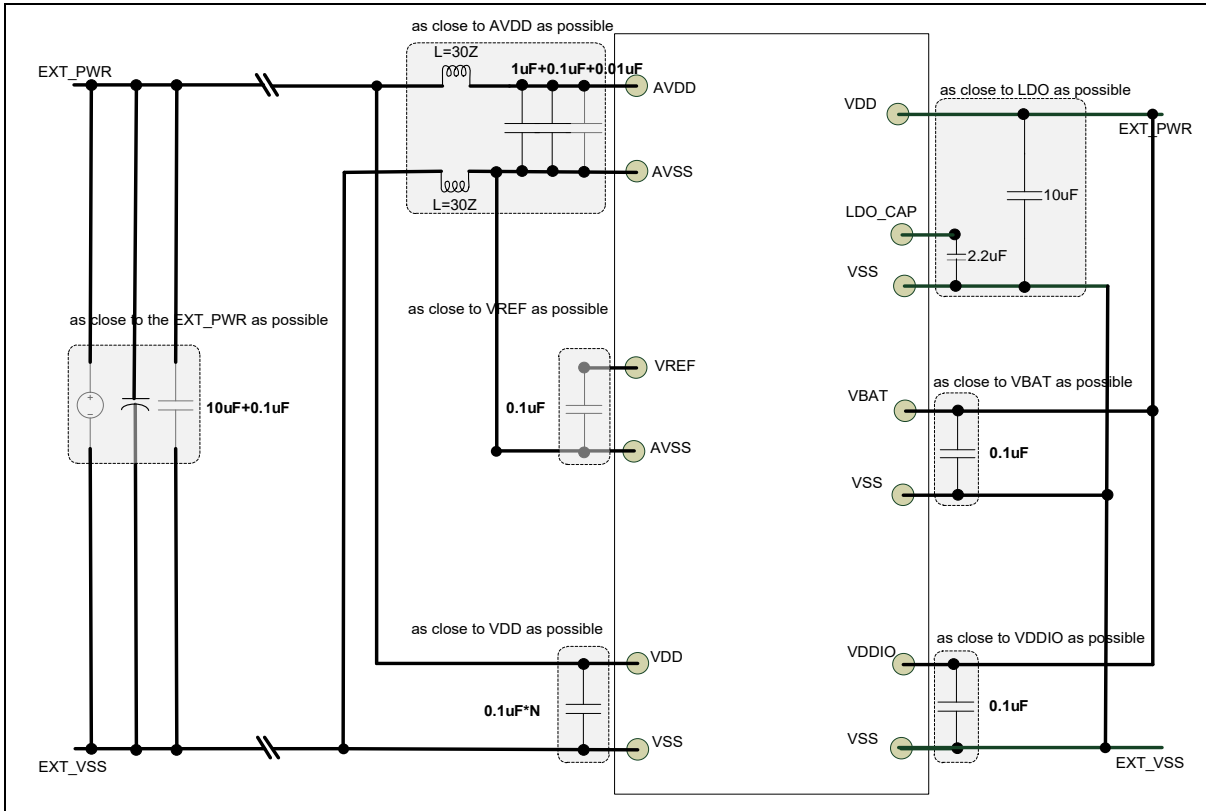 as close to AVDD as possible
L=30Z
EXT_PWR
1uF+0.1uF+0.01uF
AVDD
AVSS
L=30Z
as close to LDO as possible
VDD
EXT_PWR
10uF
LDO_CAP
2.2uF
VSS
as close to the EXT_PWR as possible
+
−
10uF+0.1uF
as close to VREF as possible
VREF
0.1uF
AVSS
as close to VBAT as possible
VBAT
0.1uF
VSS
as close to VDD as possible
VDD
0.1uF*N
VSS
as close to VDDIO as possible
VDDIO
0.1uF
VSS
EXT_VSS
EXT_VSS